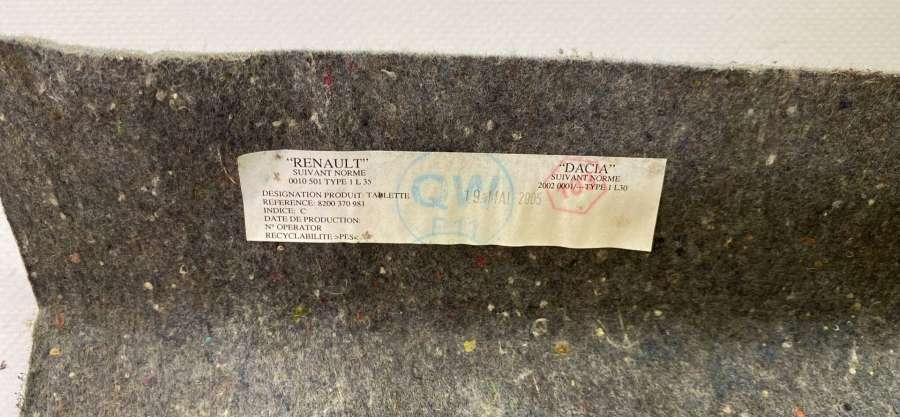 "RENAULT"
SUIVANT NORME
0010 501 TYPE 1 L 35
DESIGNATION PRODUIT: TABLETTE
REFERENCE: 8200 370 981
INDICE: C
DATE DE PRODUCTION:
N° OPERATOR
RECYCLABILITE >PES<
QW
19 MAI 2005
"DACIA"
SUIVANT NORME
2002 0001/--TYPE 1 L30